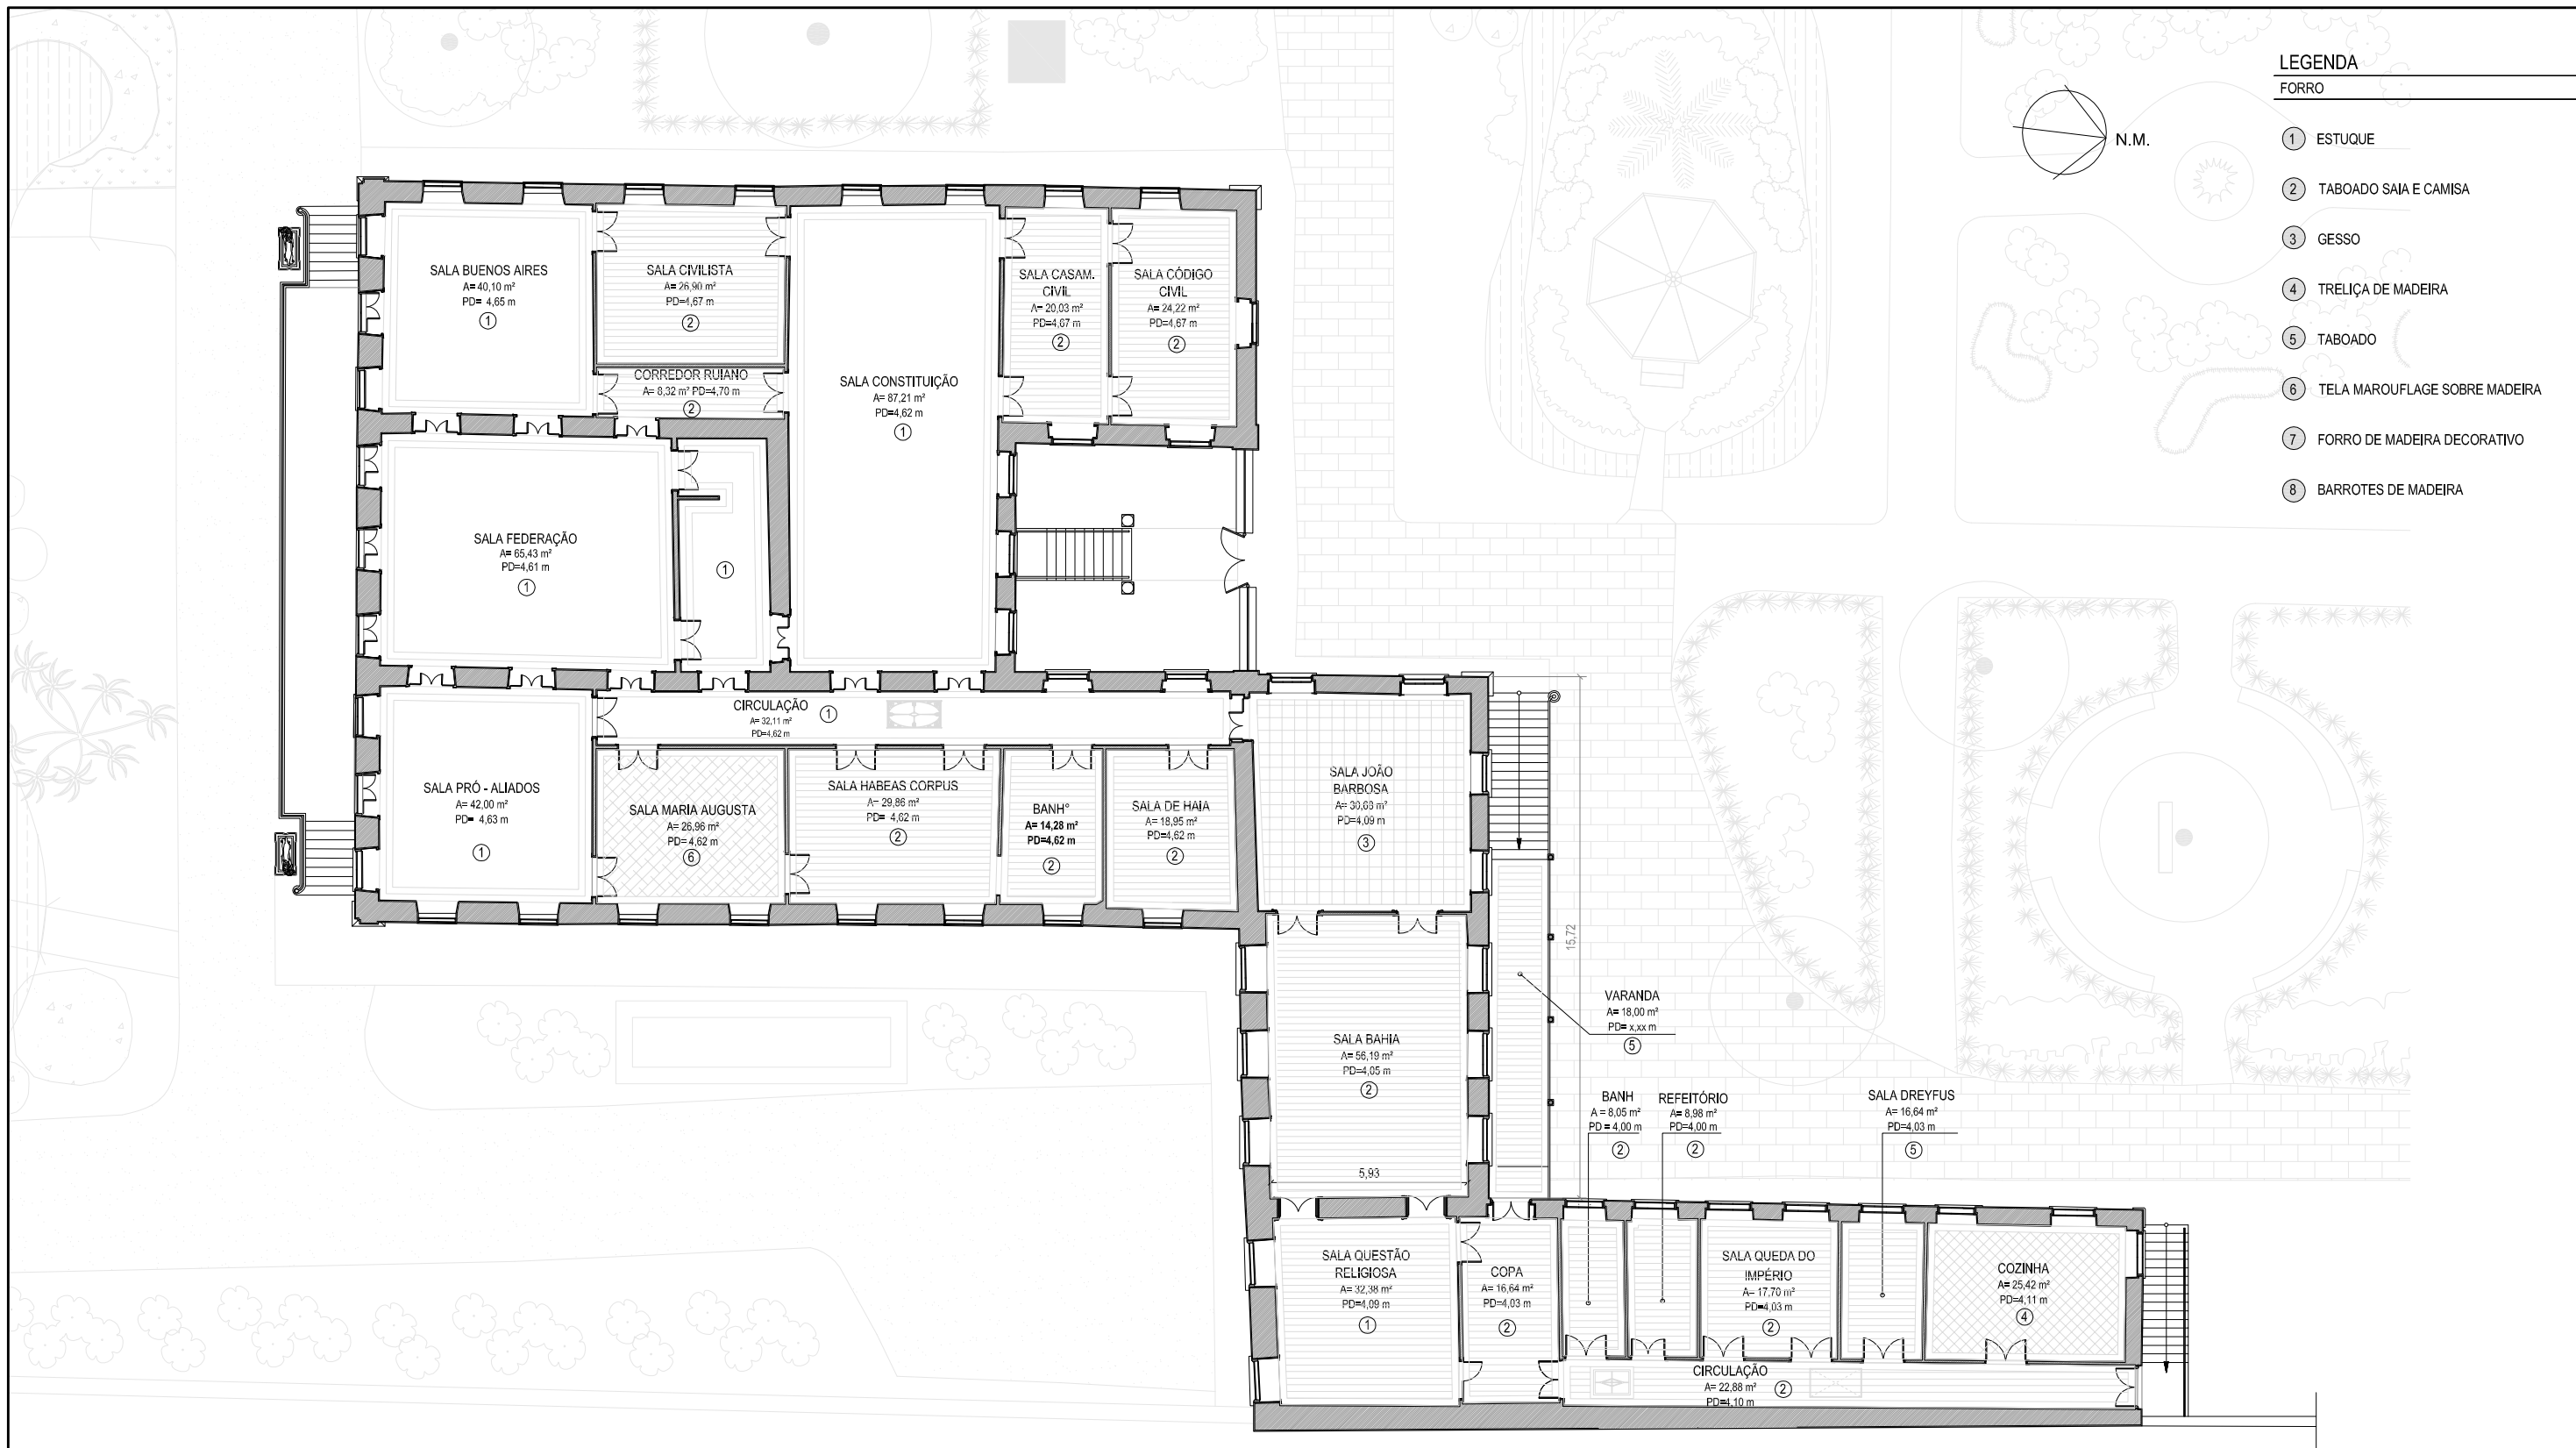 LEGENDA
FORRO
1 ESTUQUE
2 TABOADO SAIA E CAMISA
3 GESSO
4 TRELIÇA DE MADEIRA
5 TABOADO
6 TELA MAROUFLAGE SOBRE MADEIRA
7 FORRO DE MADEIRA DECORATIVO
8 BARROTES DE MADEIRA
N.M.
SALA BUENOS AIRES
A= 40,10 m²
PD= 4,65 m
1
SALA CIVILISTA
A= 26,90 m²
PD=4,67 m
2
CORREDOR RUIANO
A= 8,32 m² PD=4,70 m
2
SALA CONSTITUIÇÃO
A= 87,21 m²
PD=4,62 m
1
SALA CASAM.
CIVIL
A= 20,03 m²
PD=4,67 m
2
SALA CÓDIGO
CIVIL
A= 24,22 m²
PD=4,67 m
2
SALA FEDERAÇÃO
A= 65,43 m²
PD=4,61 m
1
1
CIRCULAÇÃO
A= 32,11 m²
PD=4,62 m
1
SALA PRÓ - ALIADOS
A= 42,00 m²
PD= 4,63 m
1
SALA MARIA AUGUSTA
A= 26,96 m²
PD= 4,62 m
6
SALA HABEAS CORPUS
A= 29,86 m²
PD= 4,62 m
2
BANH°
A= 14,28 m²
PD=4,62 m
2
SALA DE HAIA
A= 18,95 m²
PD=4,62 m
2
SALA JOÃO
BARBOSA
A= 30,68 m²
PD=4,09 m
3
15,72
VARANDA
A= 18,00 m²
PD= x,xx m
5
SALA BAHIA
A= 56,19 m²
PD=4,05 m
2
5,93
BANH
A = 8,05 m²
PD = 4,00 m
2
REFEITÓRIO
A= 8,98 m²
PD=4,00 m
2
SALA DREYFUS
A= 16,64 m²
PD=4,03 m
5
SALA QUESTÃO
RELIGIOSA
A= 32,38 m²
PD=4,09 m
1
COPA
A= 16,64 m²
PD=4,03 m
2
SALA QUEDA DO
IMPÉRIO
A= 17,70 m²
PD=4,03 m
2
COZINHA
A= 25,42 m²
PD=4,11 m
4
CIRCULAÇÃO
A= 22,88 m²
PD=4,10 m
2